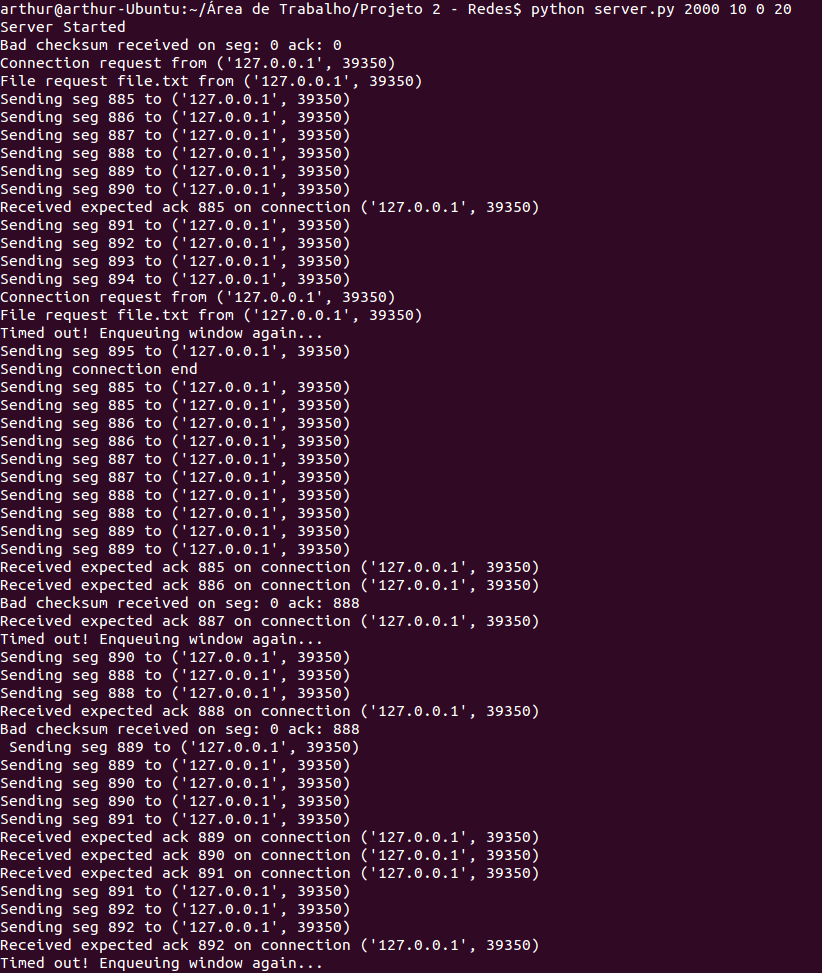 arthur@arthur-Ubuntu:~/Área de Trabalho/Projeto 2 - Redes$ python server.py 2000 10 0 20
Server Started
Bad checksum received on seg: 0 ack: 0
Connection request from ('127.0.0.1', 39350)
File request file.txt from ('127.0.0.1', 39350)
Sending seg 885 to ('127.0.0.1', 39350)
Sending seg 886 to ('127.0.0.1', 39350)
Sending seg 887 to ('127.0.0.1', 39350)
Sending seg 888 to ('127.0.0.1', 39350)
Sending seg 889 to ('127.0.0.1', 39350)
Sending seg 890 to ('127.0.0.1', 39350)
Received expected ack 885 on connection ('127.0.0.1', 39350)
Sending seg 891 to ('127.0.0.1', 39350)
Sending seg 892 to ('127.0.0.1', 39350)
Sending seg 893 to ('127.0.0.1', 39350)
Sending seg 894 to ('127.0.0.1', 39350)
Connection request from ('127.0.0.1', 39350)
File request file.txt from ('127.0.0.1', 39350)
Timed out! Enqueuing window again...
Sending seg 895 to ('127.0.0.1', 39350)
Sending connection end
Sending seg 885 to ('127.0.0.1', 39350)
Sending seg 885 to ('127.0.0.1', 39350)
Sending seg 886 to ('127.0.0.1', 39350)
Sending seg 886 to ('127.0.0.1', 39350)
Sending seg 887 to ('127.0.0.1', 39350)
Sending seg 887 to ('127.0.0.1', 39350)
Sending seg 888 to ('127.0.0.1', 39350)
Sending seg 888 to ('127.0.0.1', 39350)
Sending seg 889 to ('127.0.0.1', 39350)
Sending seg 889 to ('127.0.0.1', 39350)
Received expected ack 885 on connection ('127.0.0.1', 39350)
Received expected ack 886 on connection ('127.0.0.1', 39350)
Bad checksum received on seg: 0 ack: 888
Received expected ack 887 on connection ('127.0.0.1', 39350)
Timed out! Enqueuing window again...
Sending seg 890 to ('127.0.0.1', 39350)
Sending seg 888 to ('127.0.0.1', 39350)
Sending seg 888 to ('127.0.0.1', 39350)
Received expected ack 888 on connection ('127.0.0.1', 39350)
Bad checksum received on seg: 0 ack: 888
 Sending seg 889 to ('127.0.0.1', 39350)
Sending seg 889 to ('127.0.0.1', 39350)
Sending seg 890 to ('127.0.0.1', 39350)
Sending seg 890 to ('127.0.0.1', 39350)
Sending seg 891 to ('127.0.0.1', 39350)
Received expected ack 889 on connection ('127.0.0.1', 39350)
Received expected ack 890 on connection ('127.0.0.1', 39350)
Received expected ack 891 on connection ('127.0.0.1', 39350)
Sending seg 891 to ('127.0.0.1', 39350)
Sending seg 892 to ('127.0.0.1', 39350)
Sending seg 892 to ('127.0.0.1', 39350)
Received expected ack 892 on connection ('127.0.0.1', 39350)
Timed out! Enqueuing window again...